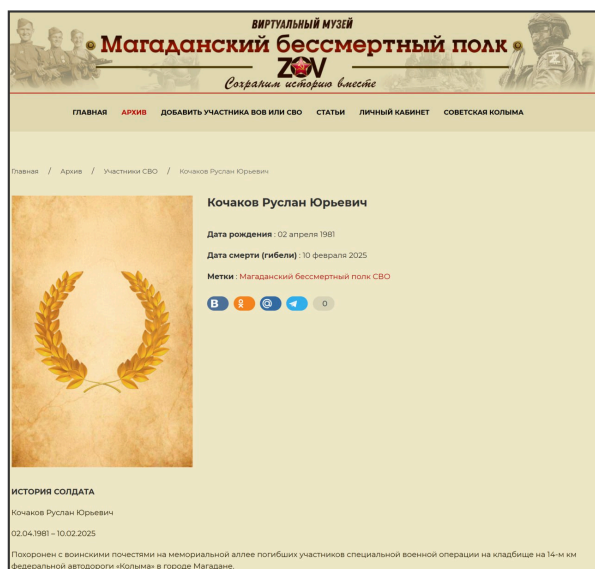 ВИРТУАЛЬНЫЙ МУЗЕЙ
Магаданский бессмертный полк
ZOV
Сохраним историю вместе
ГЛАВНАЯ АРХИВ ДОБАВИТЬ УЧАСТНИКА ВОВ ИЛИ СВО СТАТЬИ ЛИЧНЫЙ КАБИНЕТ СОВЕТСКАЯ КОЛЫМА
Главная / Архив / Участники СВО / Кочаков Руслан Юрьевич
Кочаков Руслан Юрьевич
Дата рождения : 02 апреля 1981
Дата смерти (гибели) : 10 февраля 2025
Метки : Магаданский бессмертный полк СВО
0
ИСТОРИЯ СОЛДАТА
Кочаков Руслан Юрьевич
02.04.1981 – 10.02.2025
Похоронен с воинскими почестями на мемориальной аллее погибших участников специальной военной операции на кладбище на 14-м км
федеральной автодороги «Колыма» в городе Магадане.